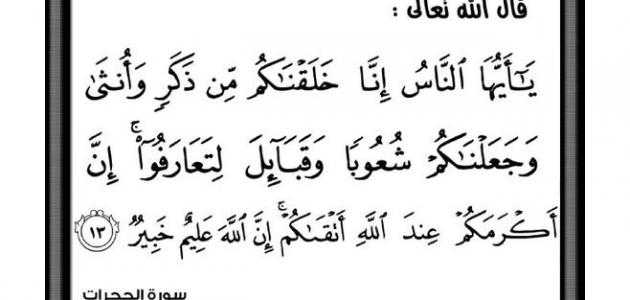 قال الله تعالى :
يَـٰٓأَيُّهَا ٱلنَّاسُ إِنَّا خَلَقۡنَـٰكُم مِّن ذَكَرٖ وَأُنثَىٰ
وَجَعَلۡنَـٰكُمۡ شُعُوبٗا وَقَبَآئِلَ لِتَعَارَفُوٓاْۚ إِنَّ
أَكۡرَمَكُمۡ عِندَ ٱللَّهِ أَتۡقَىٰكُمۡۚ إِنَّ ٱللَّهَ عَلِيمٌ خَبِيرٞ ١٣
سورة الحجرات